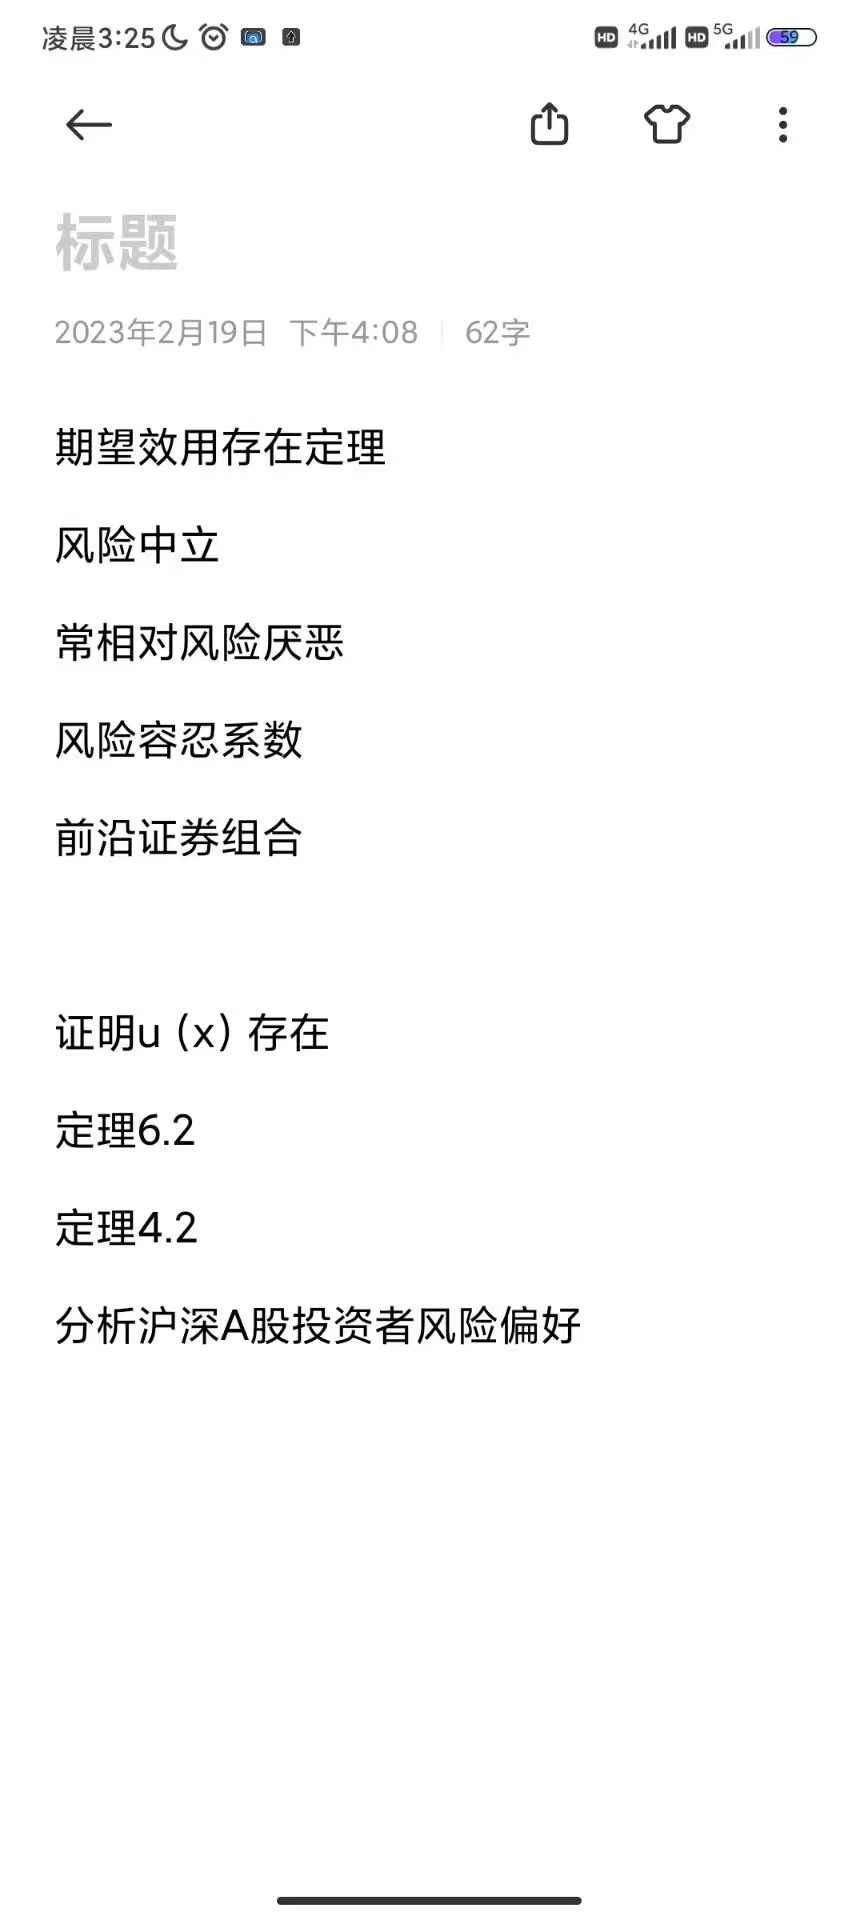 凌晨3:25 HD 4G HD 5G 59
标题
2023年2月19日 下午4:08 | 62字
期望效用存在定理
风险中立
常相对风险厌恶
风险容忍系数
前沿证券组合
证明u（x）存在
定理6.2
定理4.2
分析沪深A股投资者风险偏好